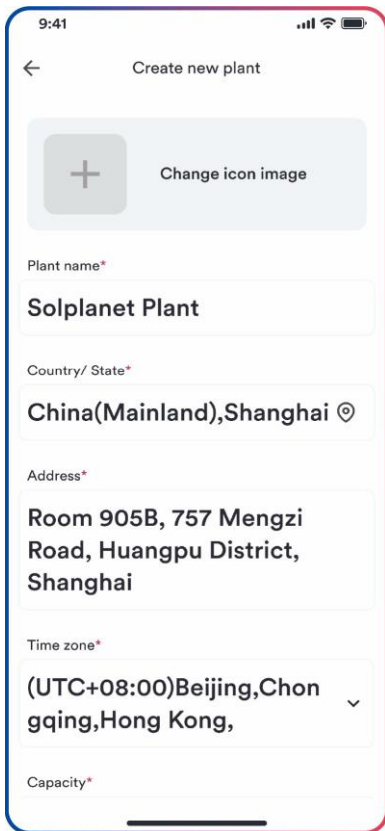 9:41
Create new plant
Change icon image
Plant name*
Solplanet Plant
Country/ State*
China(Mainland),Shanghai
Address*
Room 905B, 757 Mengzi
Road, Huangpu District,
Shanghai
Time zone*
(UTC+08:00)Beijing,Chon
gqing,Hong Kong,
Capacity*